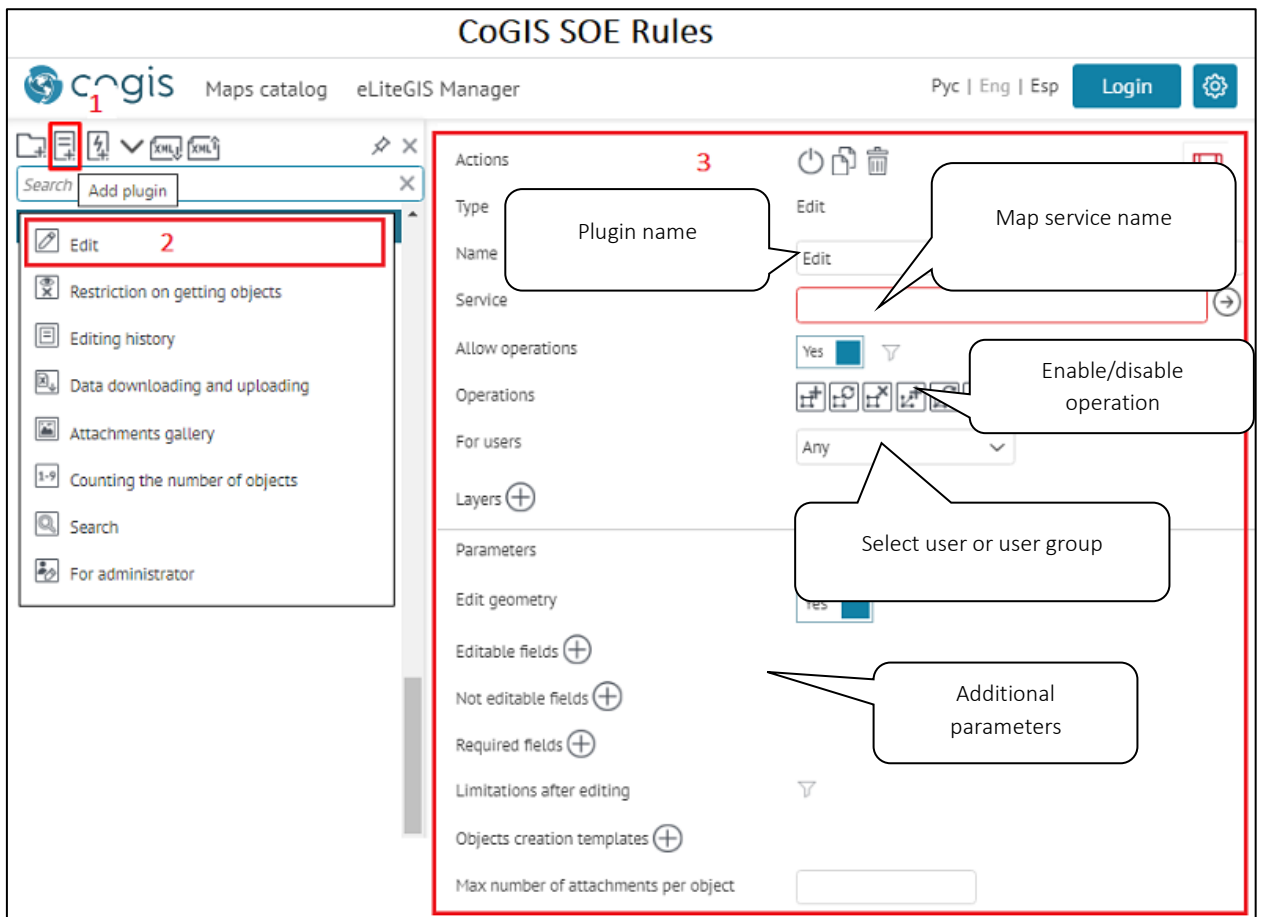 CoGIS SOE Rules
cogis Maps catalog eLiteGIS Manager Рус | Eng | Esp Login
1
XML XML
Search
Add plugin
Edit 2
Restriction on getting objects
Editing history
Data downloading and uploading
Attachments gallery
1-9 Counting the number of objects
Search
For administrator
Actions 3
Type Edit
Name Edit
Plugin name
Map service name
Service
Allow operations Yes
Operations
Enable/disable
operation
For users Any
Layers
Select user or user group
Parameters
Edit geometry Yes
Editable fields
Not editable fields
Additional
parameters
Required fields
Limitations after editing
Objects creation templates
Max number of attachments per object